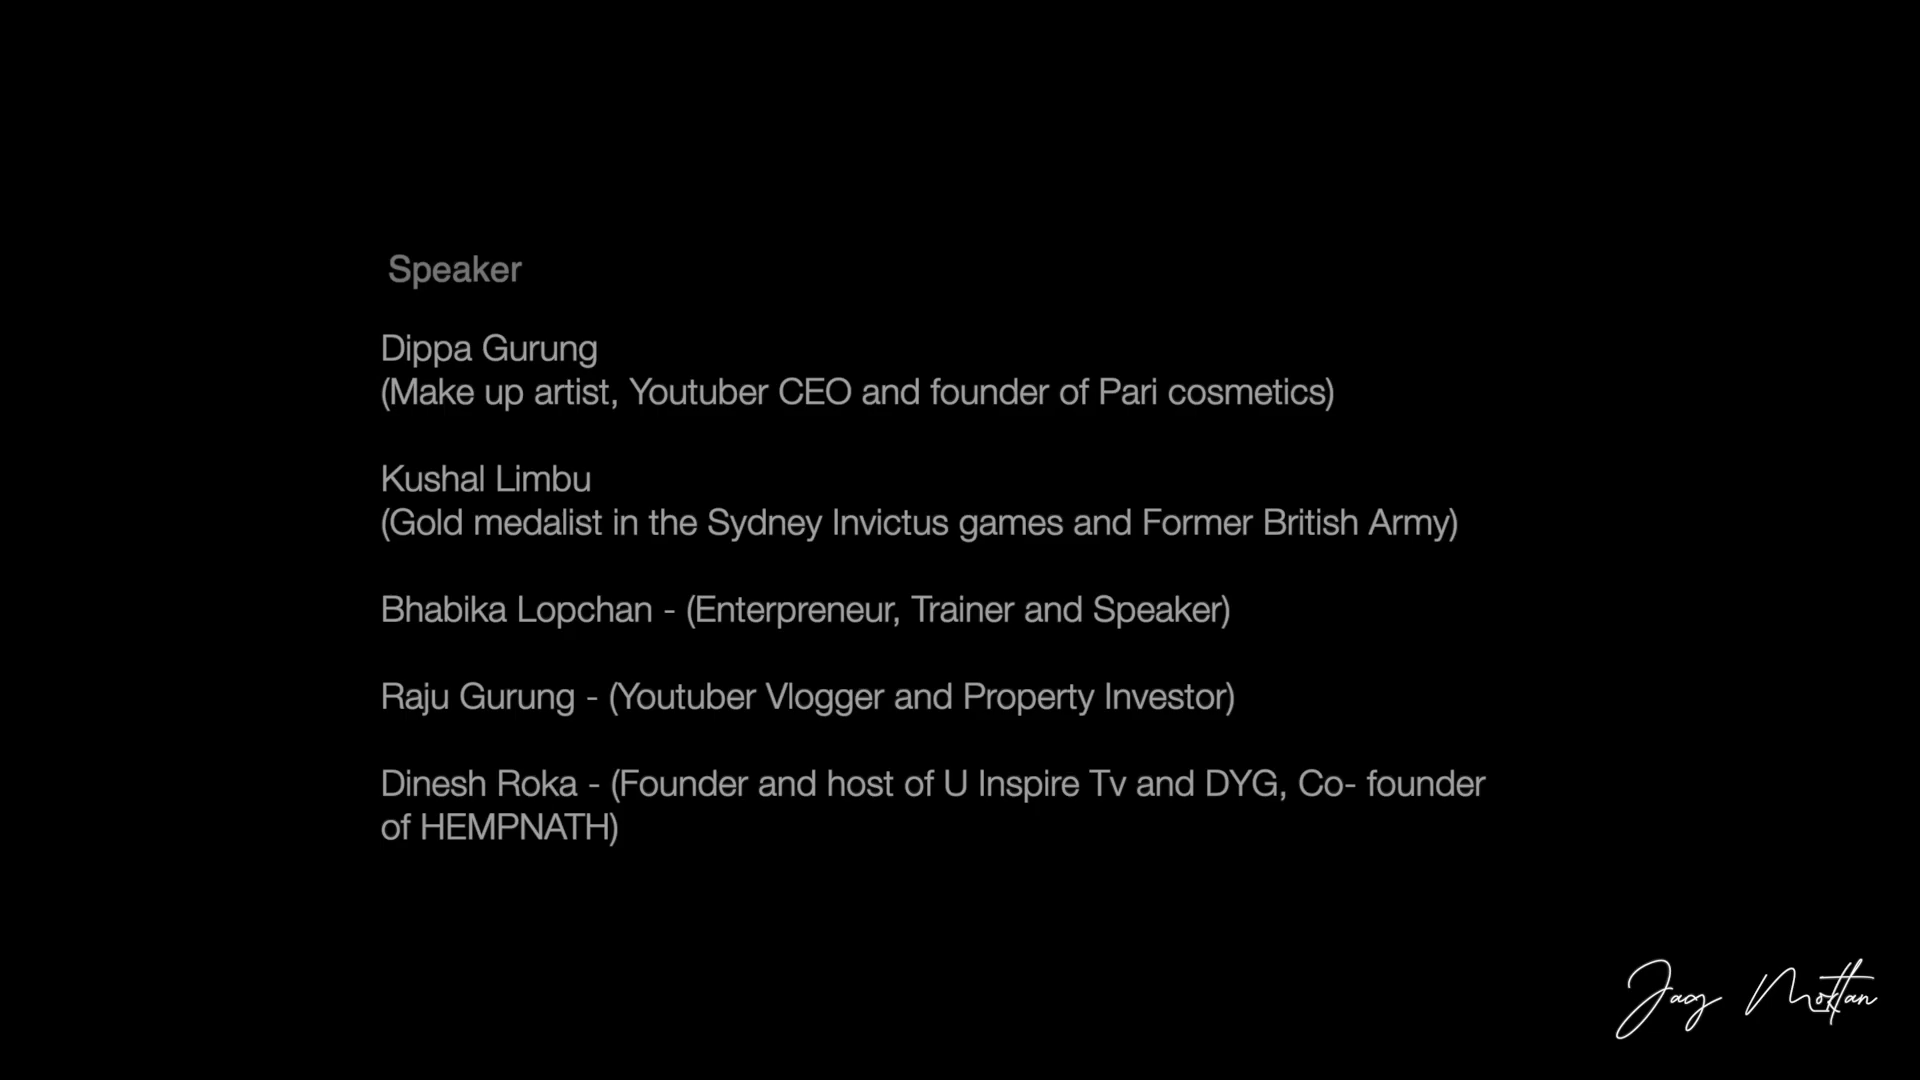 Speaker
Dippa Gurung
(Make up artist, Youtuber CEO and founder of Pari cosmetics)
Kushal Limbu
(Gold medalist in the Sydney Invictus games and Former British Army)
Bhabika Lopchan - (Enterpreneur, Trainer and Speaker)
Raju Gurung - (Youtuber Vlogger and Property Investor)
Dinesh Roka - (Founder and host of U Inspire Tv and DYG, Co- founder
of HEMPNATH)
Moktan